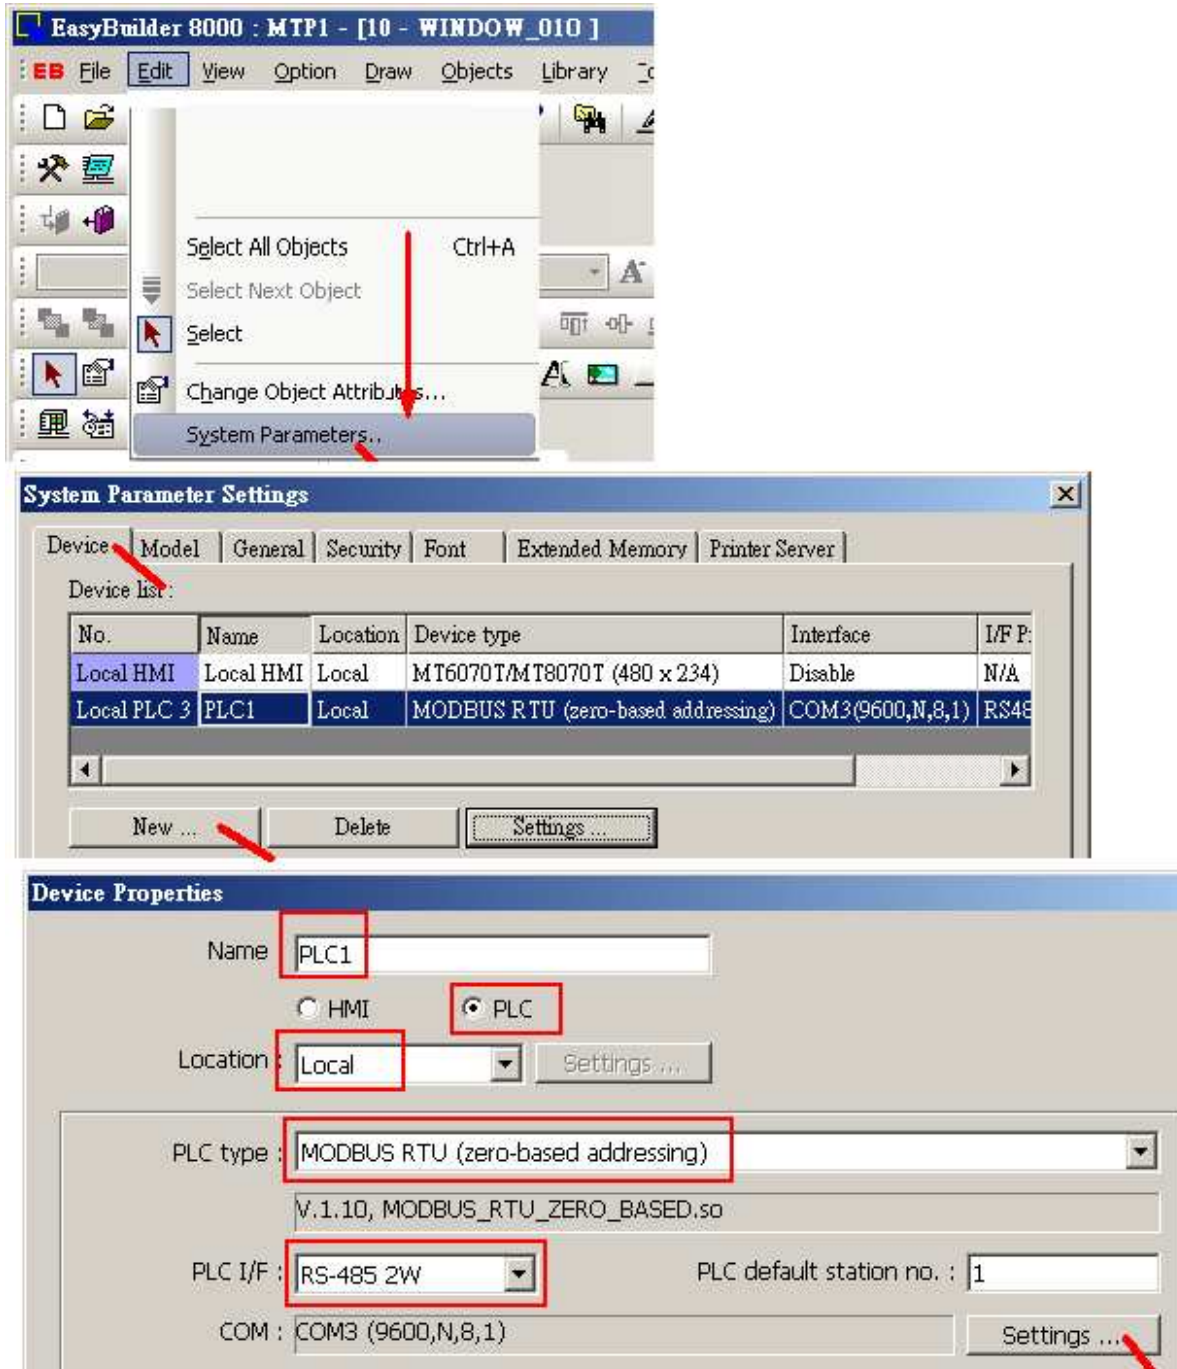 EasyBuilder 8000 : MTP1 - [10 - WINDOW_010 ]
EB File Edit View Option Draw Objects Library
Select All Objects Ctrl+A
Select Next Object
Select
Change Object Attributes...
System Parameters..
System Parameter Settings
Device Model General Security Font Extended Memory Printer Server
Device list :
No. Name Location Device type Interface I/F P
Local HMI Local HMI Local MT6070T/MT8070T (480 x 234) Disable N/A
Local PLC 3 PLC1 Local MODBUS RTU (zero-based addressing) COM3(9600,N,8,1) RS48
New ... Delete Settings ...
Device Properties
Name PLC1
HMI PLC
Location : Local Settings ...
PLC type : MODBUS RTU (zero-based addressing)
V.1.10, MODBUS_RTU_ZERO_BASED.so
PLC I/F : RS-485 2W PLC default station no. : 1
COM : COM3 (9600,N,8,1) Settings ...